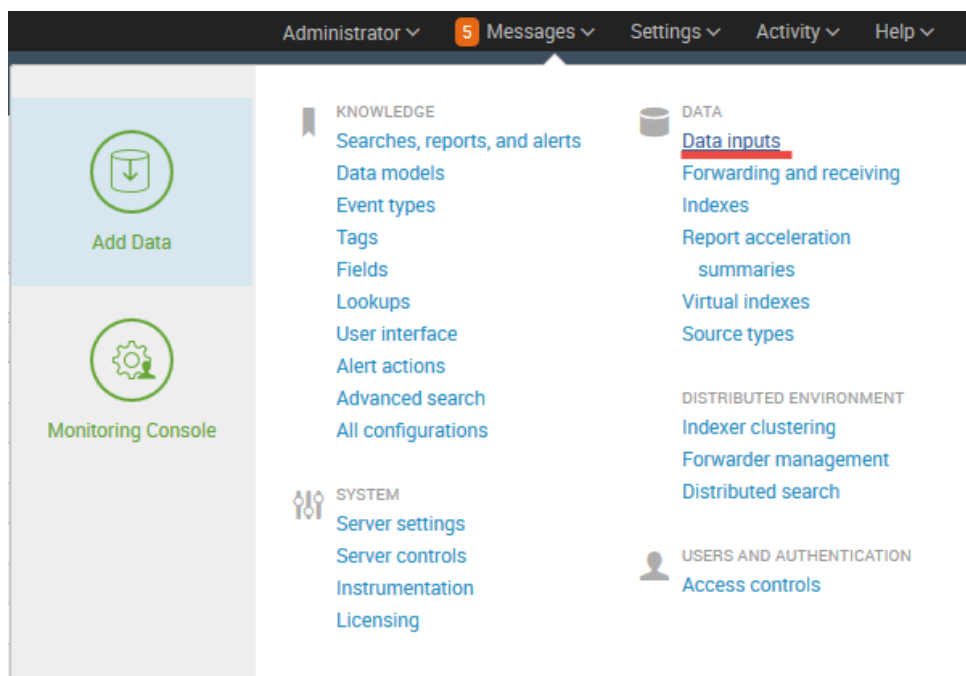 Administrator 5 Messages Settings Activity Help
Add Data
Monitoring Console
KNOWLEDGE
Searches, reports, and alerts
Data models
Event types
Tags
Fields
Lookups
User interface
Alert actions
Advanced search
All configurations
SYSTEM
Server settings
Server controls
Instrumentation
Licensing
DATA
Data inputs
Forwarding and receiving
Indexes
Report acceleration
summaries
Virtual indexes
Source types
DISTRIBUTED ENVIRONMENT
Indexer clustering
Forwarder management
Distributed search
USERS AND AUTHENTICATION
Access controls